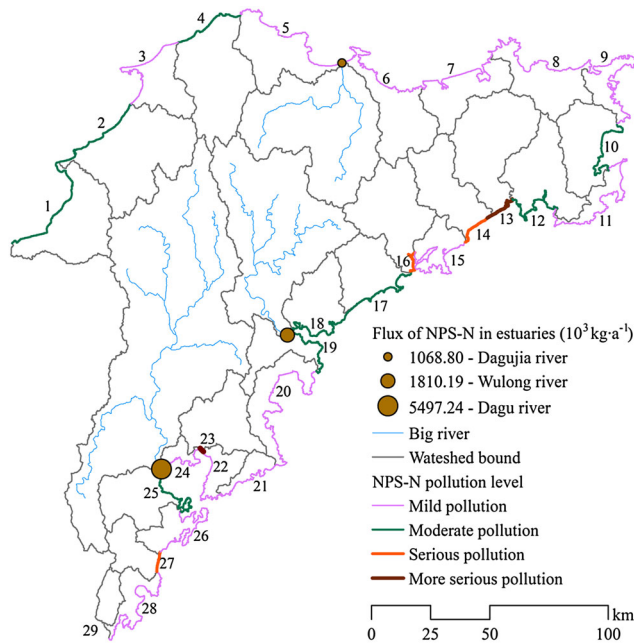 4
5
3
9
8
7
6
2
10
1
11
12
13
14
15
16
17
18
19
20
Flux of NPS-N in estuaries (10³kg·a⁻¹)
1068.80 - Dagujia river
1810.19 - Wulong river
5497.24 - Dagu river
Big river
Wateshed bound
NPS-N pollution level
Mild pollution
Moderate pollution
Serious pollution
More serious pollution
23
24
22
21
25
26
27
28
29
km
0 25 50 100